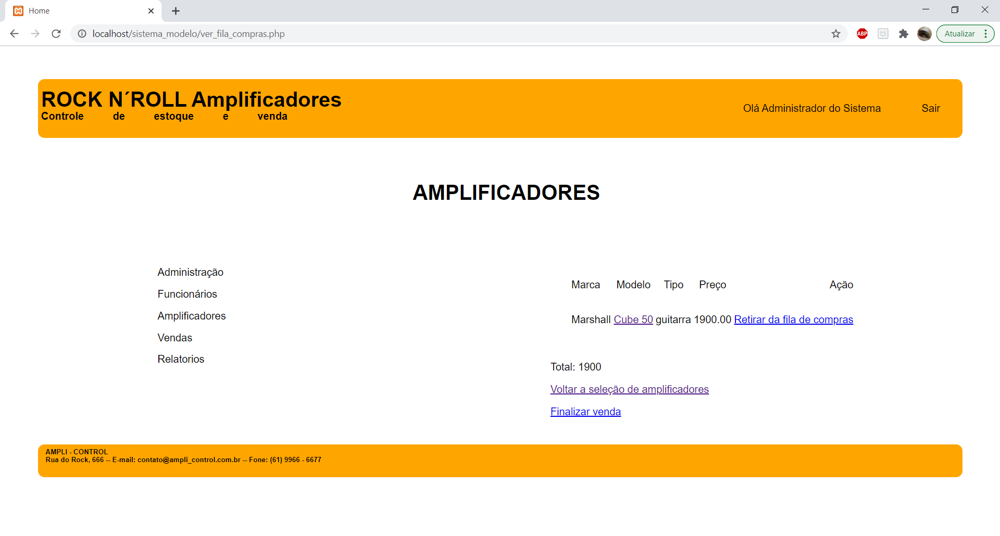 Home
localhost/sistema_modelo/ver_fila_compras.php
ABP
Atualizar
ROCK N´ROLL Amplificadores
Controle de estoque e venda
Olá Administrador do Sistema
Sair
AMPLIFICADORES
Administração
Funcionários
Amplificadores
Vendas
Relatorios
Marca Modelo Tipo Preço Ação
Marshall Cube 50 guitarra 1900.00 Retirar da fila de compras
Total: 1900
Voltar a seleção de amplificadores
Finalizar venda
AMPLI - CONTROL
Rua do Rock, 666 -- E-mail: contato@ampli_control.com.br -- Fone: (61) 9966 - 6677